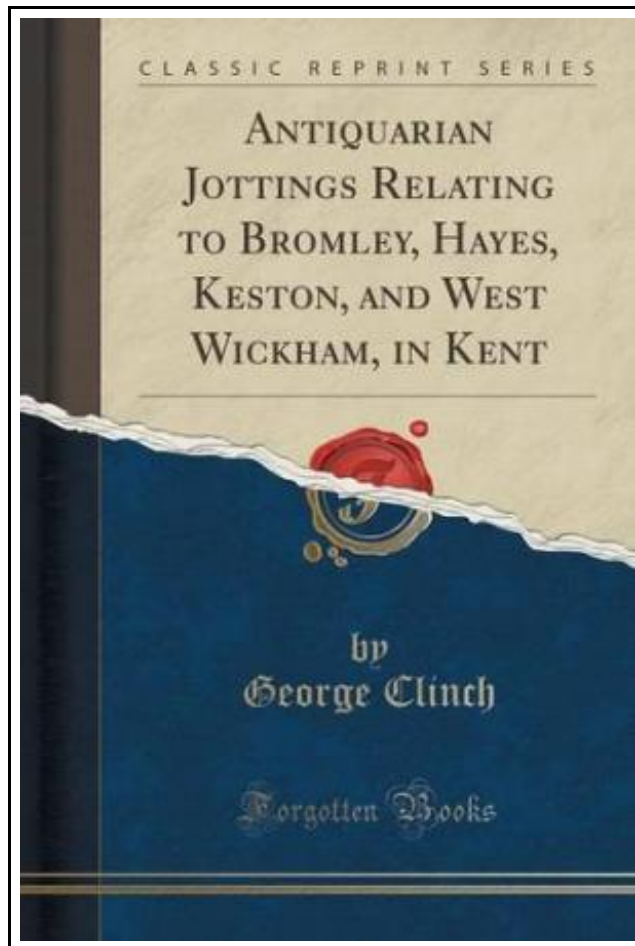 CLASSIC REPRINT SERIES
ANTIQUARIAN
JOTTINGS RELATING
TO BROMLEY, HAYES,
KESTON, AND WEST
WICKHAM, IN KENT
by
George Clinch
Forgotten Books